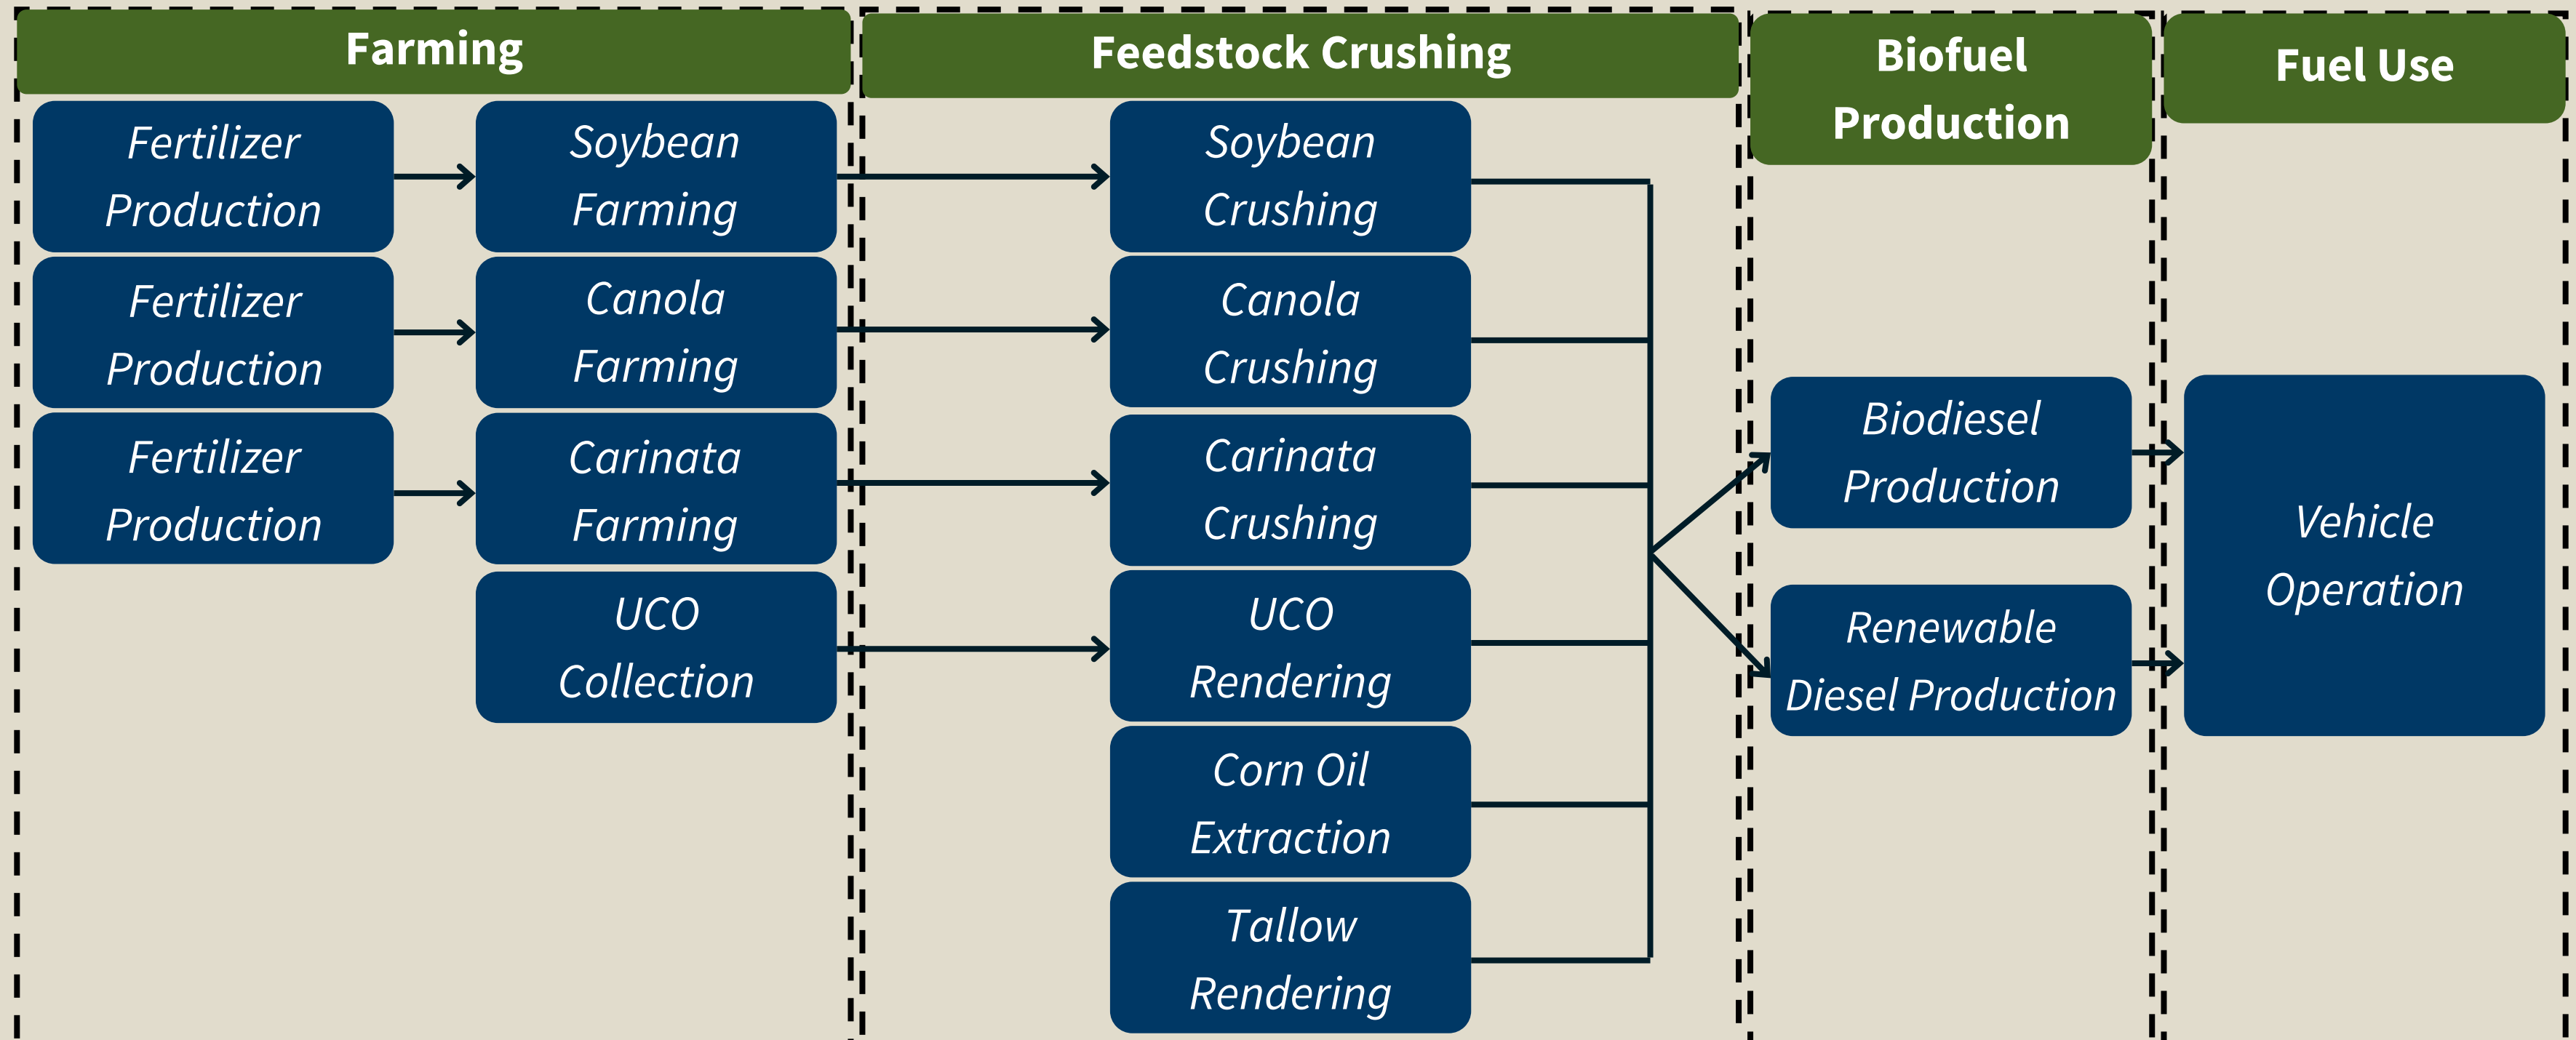 Farming
Feedstock Crushing
Biofuel
Production
Fuel Use
Fertilizer
Production
Soybean
Farming
Soybean
Crushing
Fertilizer
Production
Canola
Farming
Canola
Crushing
Fertilizer
Production
Carinata
Farming
Carinata
Crushing
UCO
Collection
UCO
Rendering
Corn Oil
Extraction
Tallow
Rendering
Biodiesel
Production
Renewable
Diesel Production
Vehicle
Operation